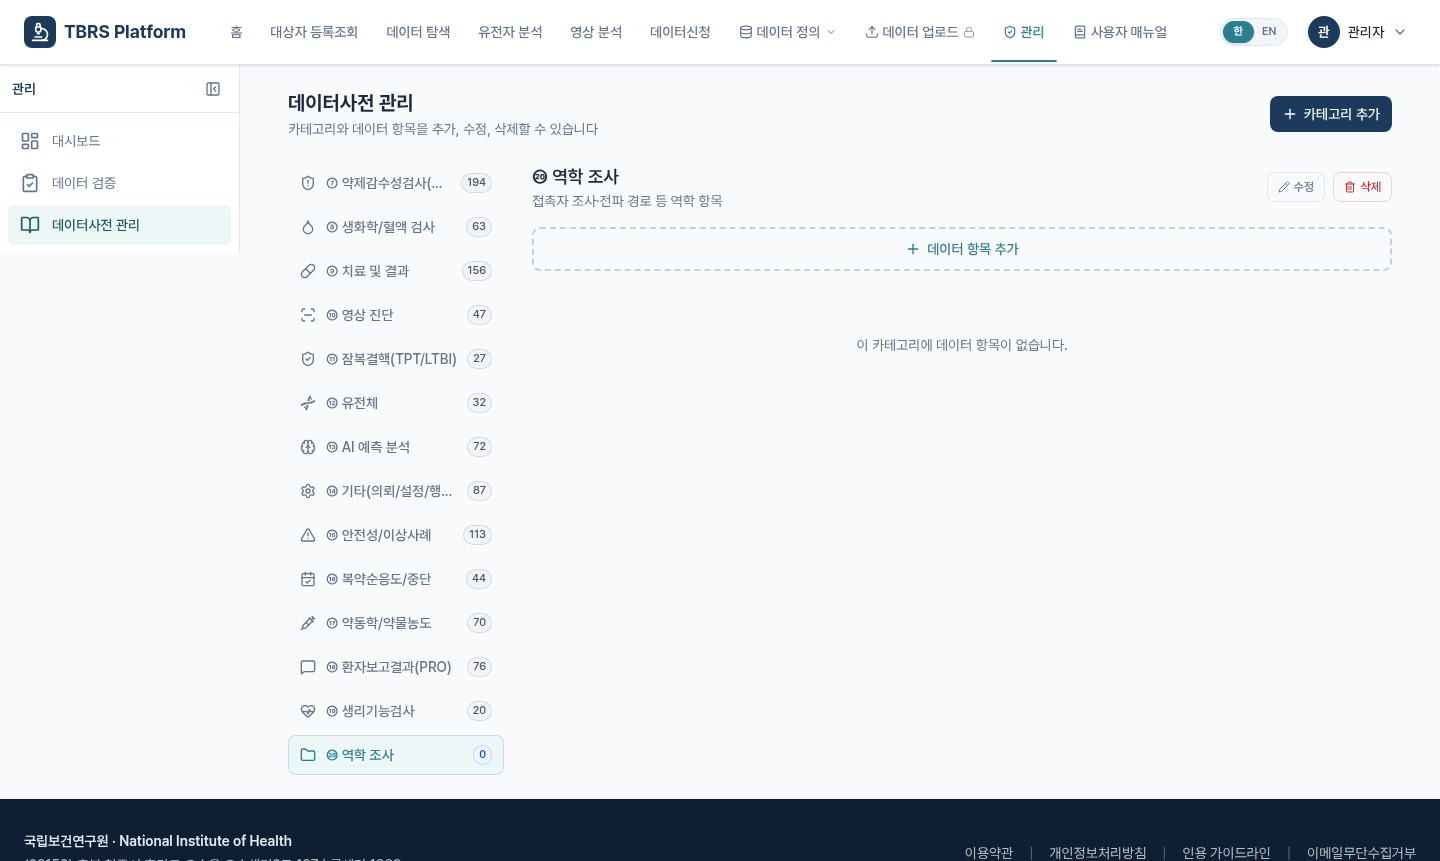 TBRS Platform
홈
대상자 등록조회
데이터 탐색
유전자 분석
영상 분석
데이터신청
데이터 정의
데이터 업로드
관리
사용자 매뉴얼
한
EN
관
관리자
관리
대시보드
데이터 검증
데이터사전 관리
데이터사전 관리
카테고리와 데이터 항목을 추가, 수정, 삭제할 수 있습니다
카테고리 추가
⑦ 약제감수성검사(... 194
⑧ 생화학/혈액 검사 63
⑨ 치료 및 결과 156
⑩ 영상 진단 47
⑪ 잠복결핵(TPT/LTBI) 27
⑫ 유전체 32
⑬ AI 예측 분석 72
⑭ 기타(의뢰/설정/행... 87
⑮ 안전성/이상사례 113
⑯ 복약순응도/중단 44
⑰ 약동학/약물농도 70
⑱ 환자보고결과(PRO) 76
⑲ 생리기능검사 20
⑳ 역학 조사 0
⑳ 역학 조사
접촉자 조사·전파 경로 등 역학 항목
수정
삭제
데이터 항목 추가
이 카테고리에 데이터 항목이 없습니다.
국립보건연구원 · National Institute of Health
이용약관 | 개인정보처리방침 | 인용 가이드라인 | 이메일무단수집거부